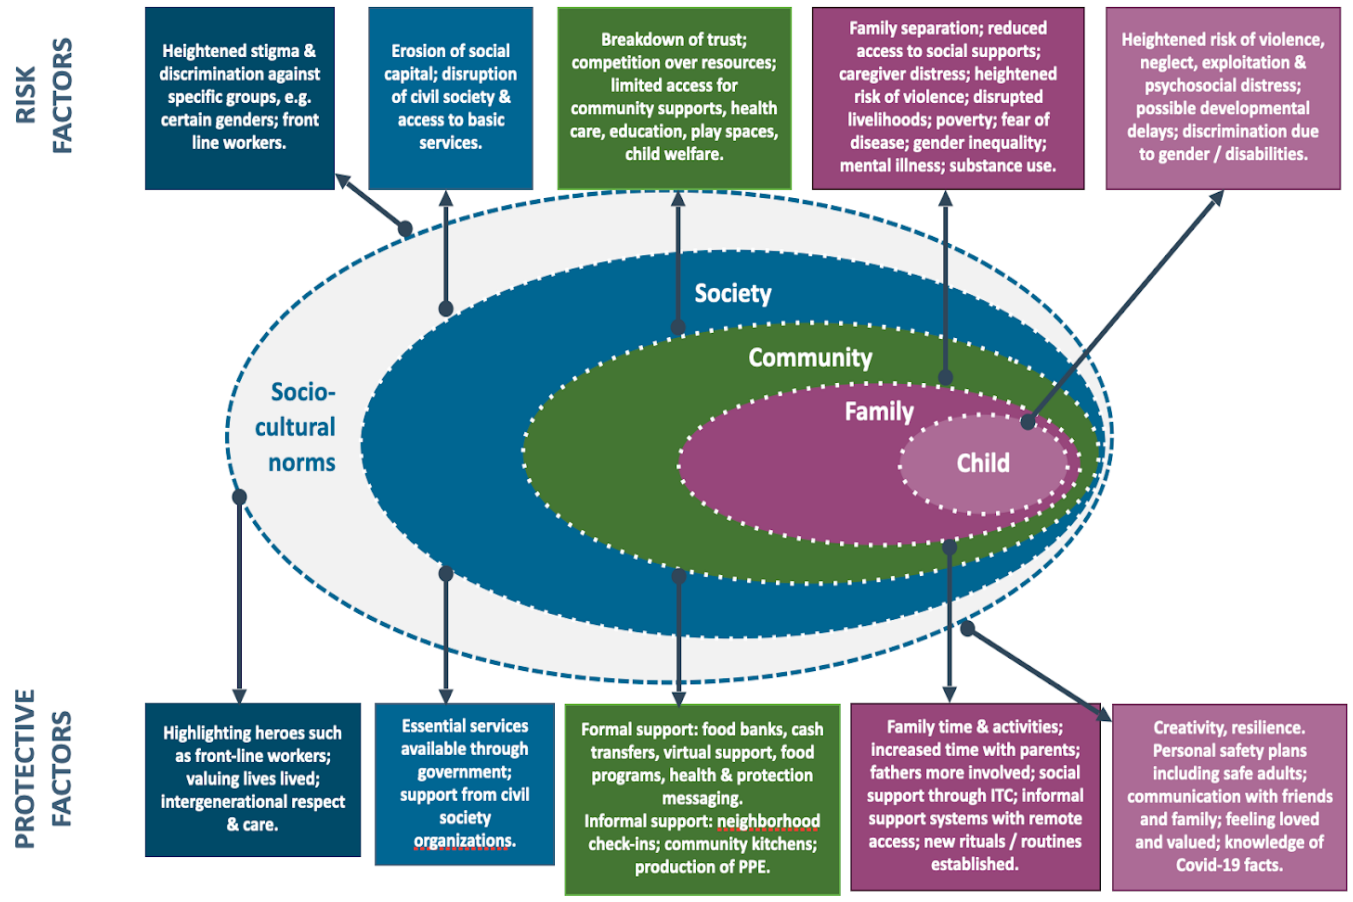 RISK
FACTORS
Heightened stigma &
discrimination against
specific groups, e.g.
certain genders; front
line workers.
Erosion of social
capital; disruption
of civil society &
access to basic
services.
Breakdown of trust;
competition over resources;
limited access for
community supports, health
care, education, play spaces,
child welfare.
Family separation; reduced
access to social supports;
caregiver distress; heightened
risk of violence; disrupted
livelihoods; poverty; fear of
disease; gender inequality;
mental illness; substance use.
Heightened risk of violence,
neglect, exploitation &
psychosocial distress;
possible developmental
delays; discrimination due
to gender / disabilities.
Socio-
cultural
norms
Society
Community
Family
Child
PROTECTIVE
FACTORS
Highlighting heroes such
as front-line workers;
valuing lives lived;
intergenerational respect
& care.
Essential services
available through
government;
support from civil
society
organizations.
Formal support: food banks, cash
transfers, virtual support, food
programs, health & protection
messaging.
Informal support: neighborhood
check-ins; community kitchens;
production of PPE.
Family time & activities;
increased time with parents;
fathers more involved; social
support through ITC; informal
support systems with remote
access; new rituals / routines
established.
Creativity, resilience.
Personal safety plans
including safe adults;
communication with friends
and family; feeling loved
and valued; knowledge of
Covid-19 facts.